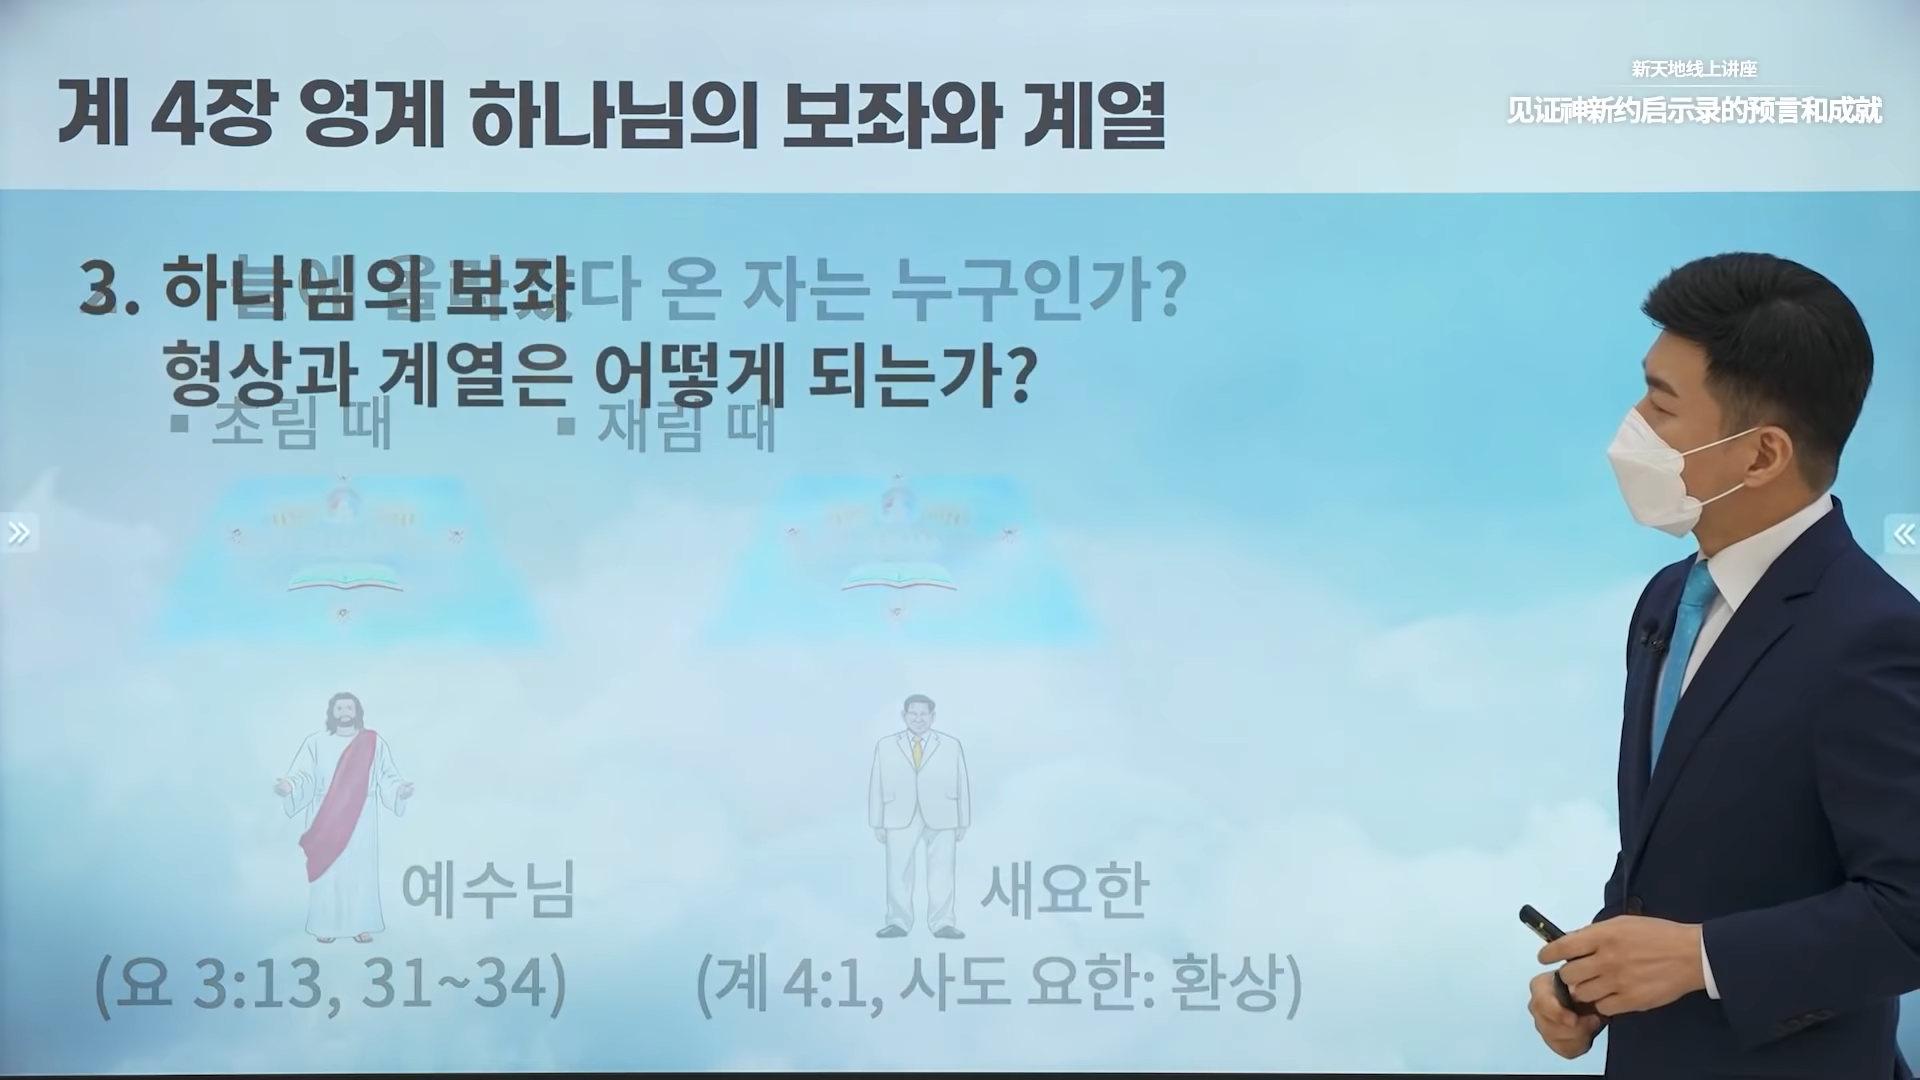 계 4장 영계 하나님의 보좌와 계열
新天地线上讲座
见证神新约启示录的预言和成就
3. 하나님의 보좌
다 온 자는 누구인가?
형상과 계열은 어떻게 되는가?
▪ 초림 때
▪ 재림 때
예수님
새요한
(요 3:13, 31~34)
(계 4:1, 사도 요한: 환상)